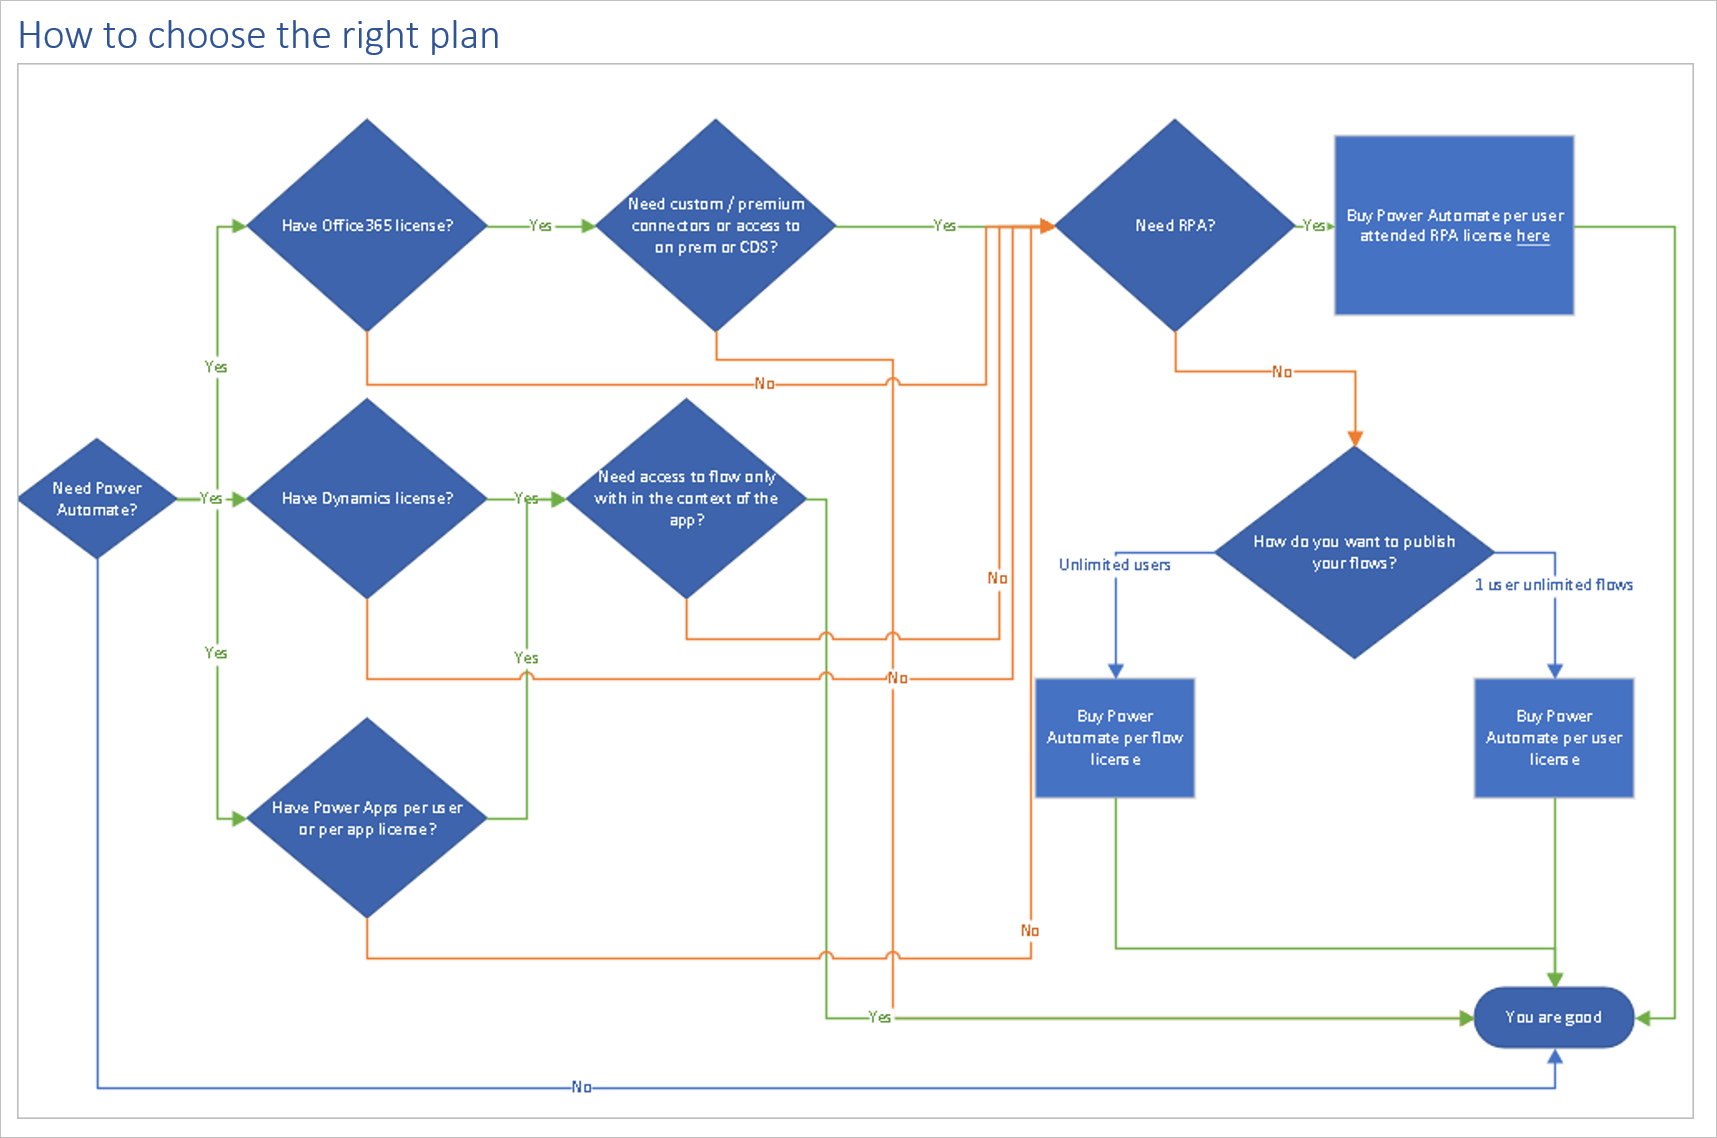 How to choose the right plan
Have Office365 license?
Yes
Need custom / premium
connectors or access to
on prem or CDS?
Yes
Need RPA?
Yes
Buy Power Automate per user
attended RPA license here
Yes
No
No
Need Power
Automate?
Yes
Have Dynamics license?
Yes
Need access to flow only
with in the context of the
app?
How do you want to publish
your flows?
Unlimited users
1 user unlimited flows
No
Yes
Yes
No
Buy Power
Automate per flow
license
Buy Power
Automate per user
license
Have Power Apps per user
or per app license?
No
Yes
You are good
No